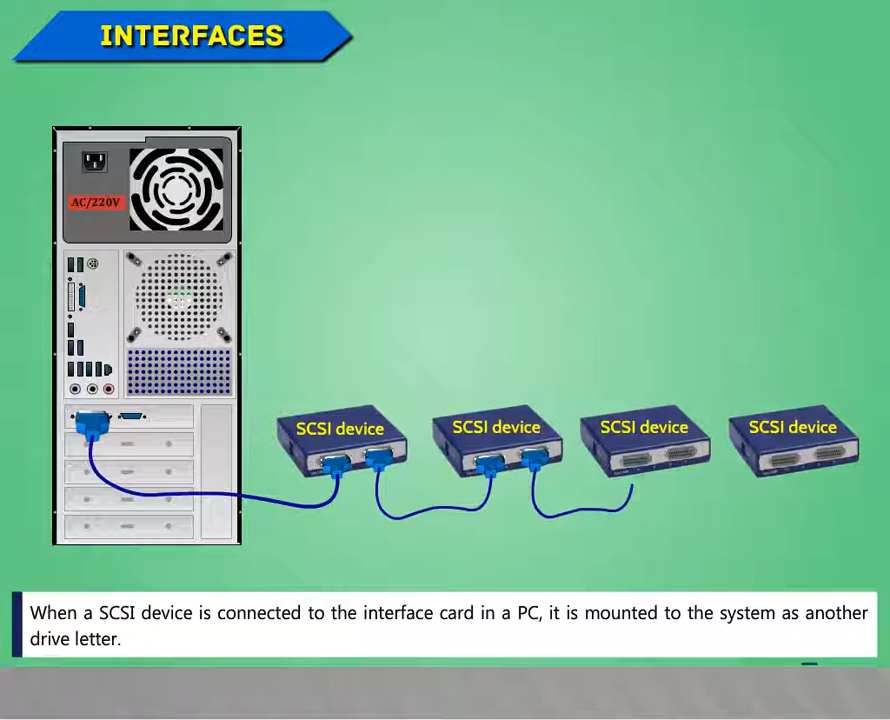 INTERFACES
AC/220V
SCSI device
SCSI device
SCSI device
SCSI device
When a SCSI device is connected to the interface card in a PC, it is mounted to the system as another
drive letter.